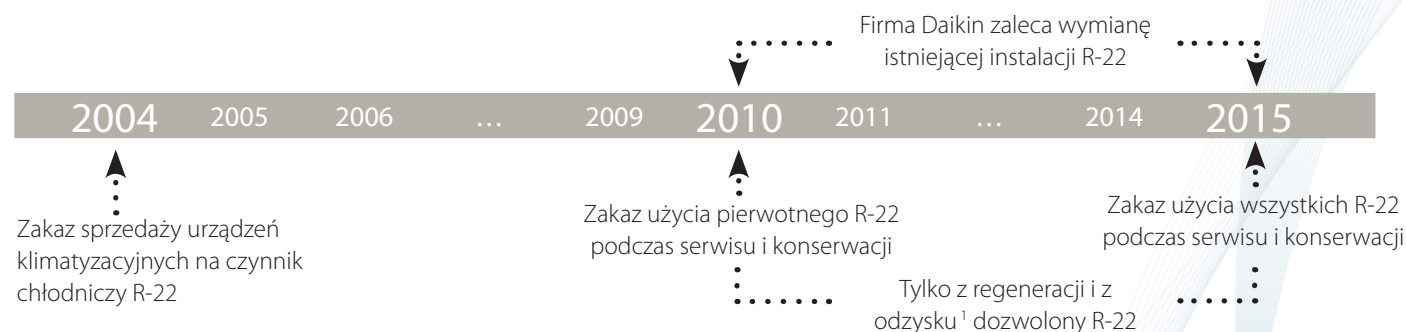 Firma Daikin zaleca wymianę
istniejącej instalacji R-22
2004 2005 2006 … 2009 2010 2011 … 2014 2015
Zakaz sprzedaży urządzeń
klimatyzacyjnych na czynnik
chłodniczy R-22
Zakaz użycia pierwotnego R-22
podczas serwisu i konserwacji
Zakaz użycia wszystkich R-22
podczas serwisu i konserwacji
Tylko z regeneracji i z
odzysku¹ dozwolony R-22